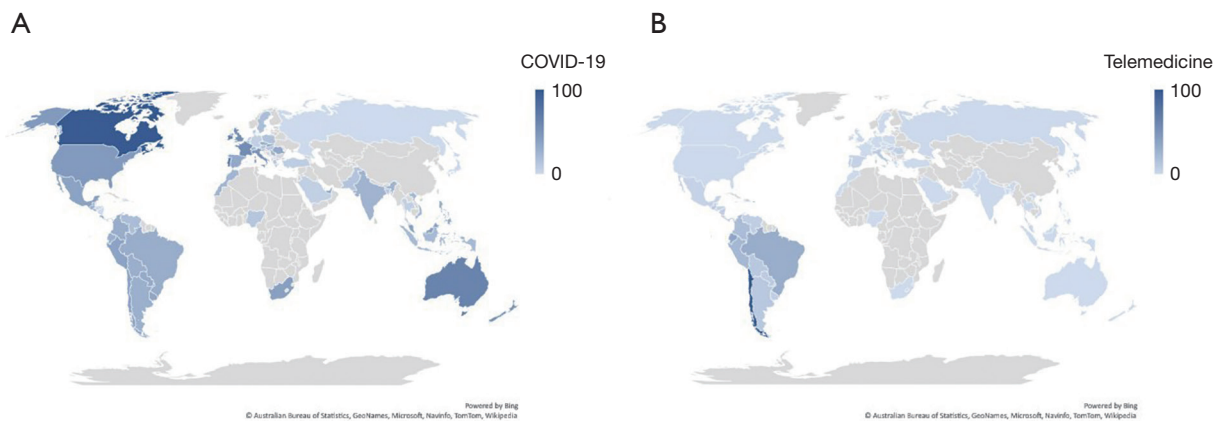 A
COVID-19
100
0
Powered by Bing
© Australian Bureau of Statistics, GeoNames, Microsoft, Navinfo, TomTom, Wikipedia
B
Telemedicine
100
0
Powered by Bing
© Australian Bureau of Statistics, GeoNames, Microsoft, Navinfo, TomTom, Wikipedia